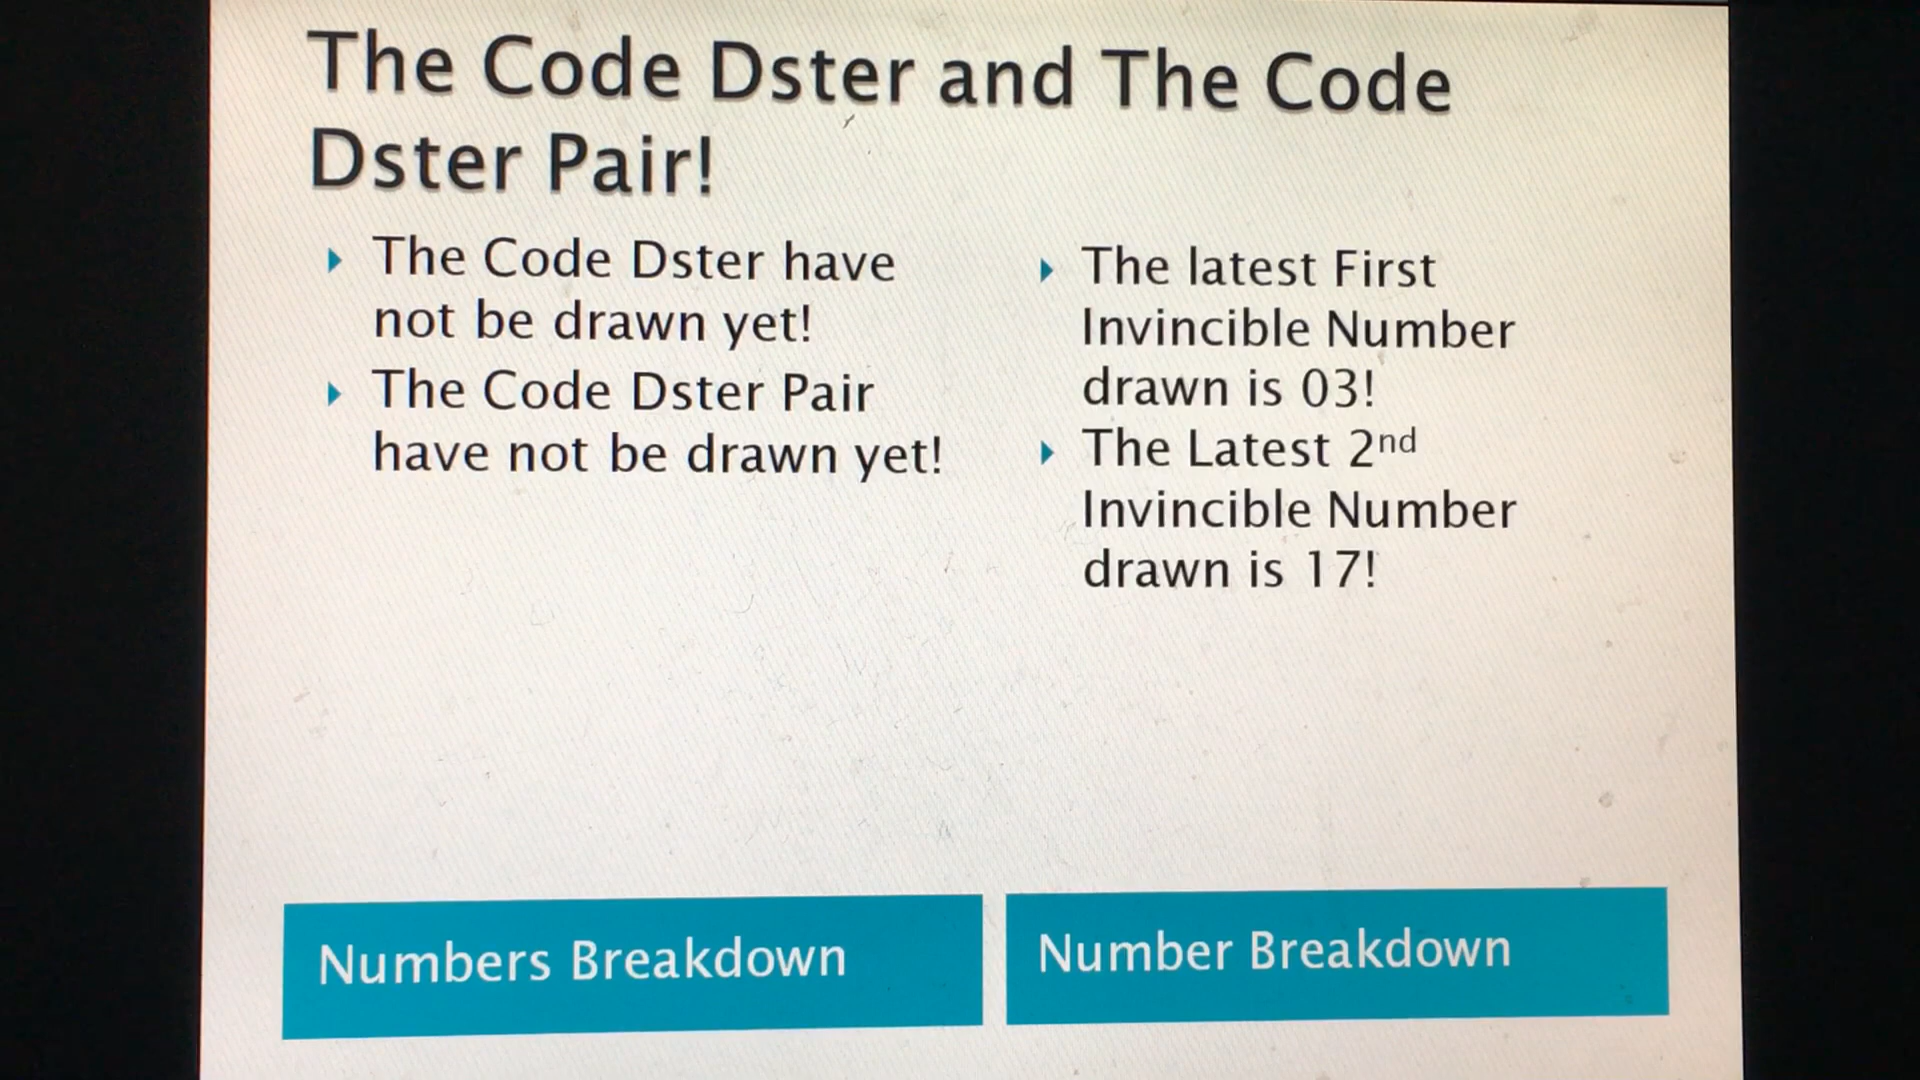 The Code Dster and The Code
Dster Pair!
The Code Dster have
not be drawn yet!
The Code Dster Pair
have not be drawn yet!
The latest First
Invincible Number
drawn is 03!
The Latest 2nd
Invincible Number
drawn is 17!
Numbers Breakdown
Number Breakdown